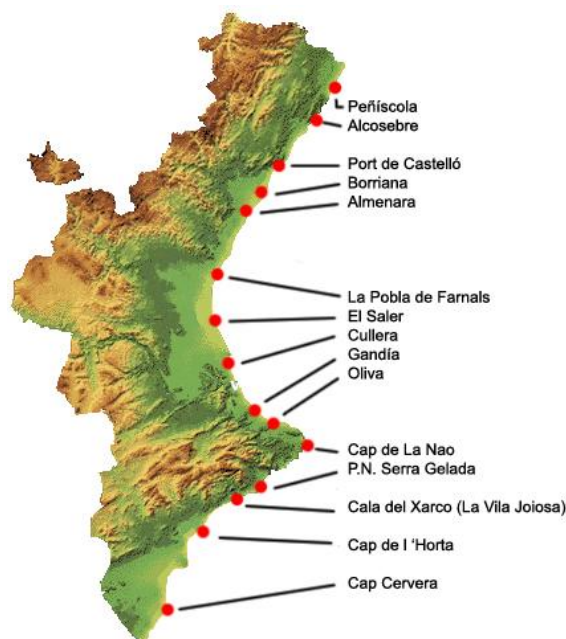 Peñíscola
Alcosebre
Port de Castelló
Borriana
Almenara
La Pobla de Farnals
El Saler
Cullera
Gandía
Oliva
Cap de La Nao
P.N. Serra Gelada
Cala del Xarco (La Vila Joiosa)
Cap de l 'Horta
Cap Cervera